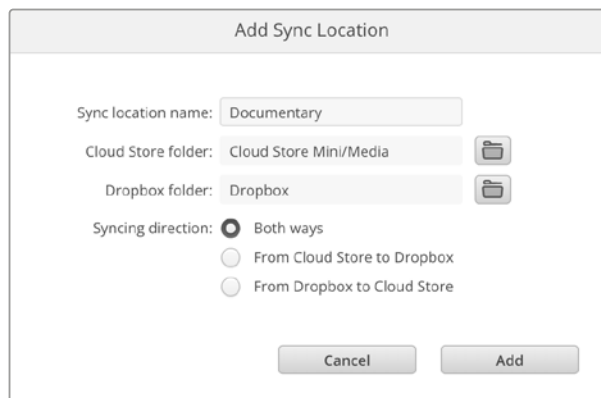 Add Sync Location
Sync location name: Documentary
Cloud Store folder: Cloud Store Mini/Media
Dropbox folder: Dropbox
Syncing direction: Both ways
From Cloud Store to Dropbox
From Dropbox to Cloud Store
Cancel Add